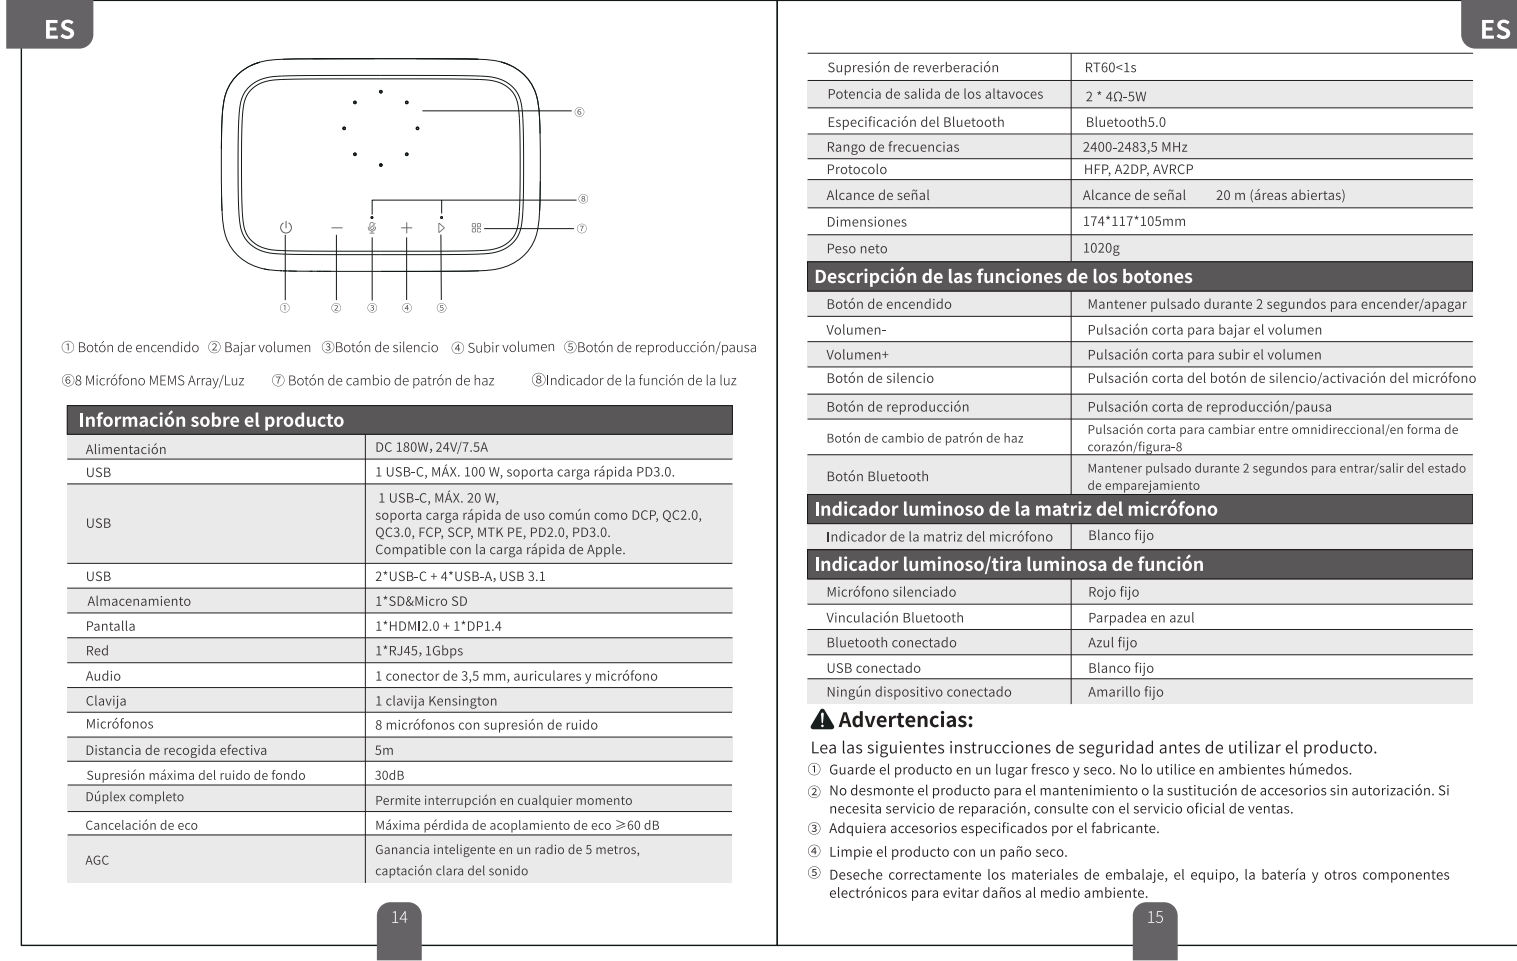 ES
⑥
⑧
⑦
① ② ③ ④ ⑤
① Botón de encendido ② Bajar volumen ③Botón de silencio ④ Subir volumen ⑤Botón de reproducción/pausa
⑥8 Micrófono MEMS Array/Luz ⑦ Botón de cambio de patrón de haz ⑧Indicador de la función de la luz
Información sobre el producto
Alimentación DC 180W, 24V/7.5A
USB 1 USB-C, MÁX. 100 W, soporta carga rápida PD3.0.
USB 1 USB-C, MÁX. 20 W,
soporta carga rápida de uso común como DCP, QC2.0,
QC3.0, FCP, SCP, MTK PE, PD2.0, PD3.0.
Compatible con la carga rápida de Apple.
USB 2*USB-C + 4*USB-A, USB 3.1
Almacenamiento 1*SD&Micro SD
Pantalla 1*HDMI2.0 + 1*DP1.4
Red 1*RJ45, 1Gbps
Audio 1 conector de 3,5 mm, auriculares y micrófono
Clavija 1 clavija Kensington
Micrófonos 8 micrófonos con supresión de ruido
Distancia de recogida efectiva 5m
Supresión máxima del ruido de fondo 30dB
Dúplex completo Permite interrupción en cualquier momento
Cancelación de eco Máxima pérdida de acoplamiento de eco ≥60 dB
AGC Ganancia inteligente en un radio de 5 metros,
captación clara del sonido
14
ES
Supresión de reverberación RT60<1s
Potencia de salida de los altavoces 2 * 4Ω-5W
Especificación del Bluetooth Bluetooth5.0
Rango de frecuencias 2400-2483,5 MHz
Protocolo HFP, A2DP, AVRCP
Alcance de señal Alcance de señal 20 m (áreas abiertas)
Dimensiones 174*117*105mm
Peso neto 1020g
Descripción de las funciones de los botones
Botón de encendido Mantener pulsado durante 2 segundos para encender/apagar
Volumen- Pulsación corta para bajar el volumen
Volumen+ Pulsación corta para subir el volumen
Botón de silencio Pulsación corta del botón de silencio/activación del micrófono
Botón de reproducción Pulsación corta de reproducción/pausa
Botón de cambio de patrón de haz Pulsación corta para cambiar entre omnidireccional/en forma de
corazón/figura-8
Botón Bluetooth Mantener pulsado durante 2 segundos para entrar/salir del estado
de emparejamiento
Indicador luminoso de la matriz del micrófono
Indicador de la matriz del micrófono Blanco fijo
Indicador luminoso/tira luminosa de función
Micrófono silenciado Rojo fijo
Vinculación Bluetooth Parpadea en azul
Bluetooth conectado Azul fijo
USB conectado Blanco fijo
Ningún dispositivo conectado Amarillo fijo
Advertencias:
Lea las siguientes instrucciones de seguridad antes de utilizar el producto.
① Guarde el producto en un lugar fresco y seco. No lo utilice en ambientes húmedos.
② No desmonte el producto para el mantenimiento o la sustitución de accesorios sin autorización. Si
necesita servicio de reparación, consulte con el servicio oficial de ventas.
③ Adquiera accesorios especificados por el fabricante.
④ Limpie el producto con un paño seco.
⑤ Deseche correctamente los materiales de embalaje, el equipo, la batería y otros componentes
electrónicos para evitar daños al medio ambiente.
15